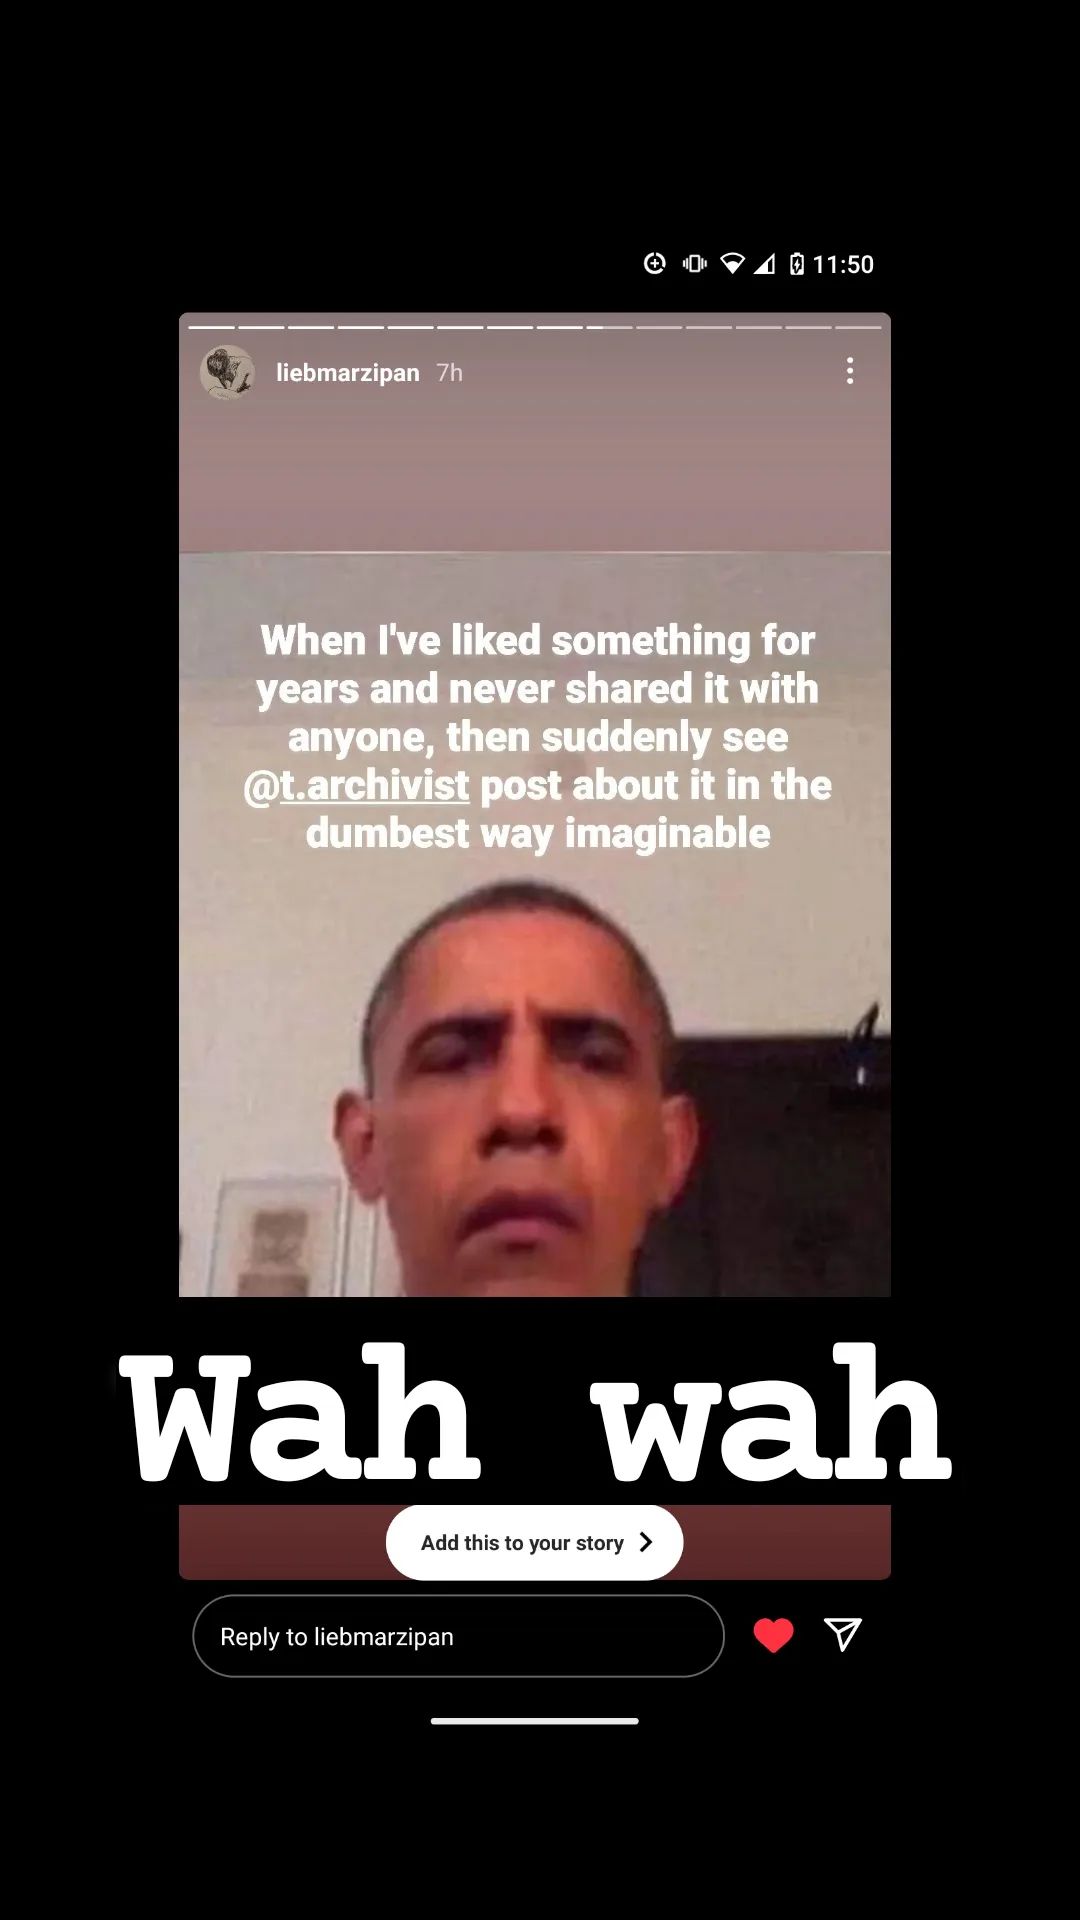 11:50
liebmarzipan 7h
When I've liked something for
years and never shared it with
anyone, then suddenly see
@t.archivist post about it in the
dumbest way imaginable
Wah wah
Add this to your story
Reply to liebmarzipan